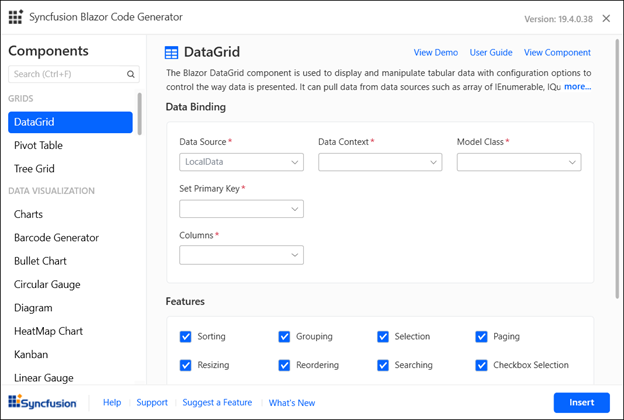 Syncfusion Blazor Code Generator
Version: 19.4.0.38
Components
Search (Ctrl+F)
GRIDS
DataGrid
Pivot Table
Tree Grid
DATA VISUALIZATION
Charts
Barcode Generator
Bullet Chart
Circular Gauge
Diagram
HeatMap Chart
Kanban
Linear Gauge
DataGrid
View Demo User Guide View Component
The Blazor DataGrid component is used to display and manipulate tabular data with configuration options to
control the way data is presented. It can pull data from data sources such as array of IEnumerable, IQu more...
Data Binding
Data Source * Data Context * Model Class *
LocalData
Set Primary Key *
Columns *
Features
Sorting Grouping Selection Paging
Resizing Reordering Searching Checkbox Selection
Syncfusion Help Support Suggest a Feature What's New Insert